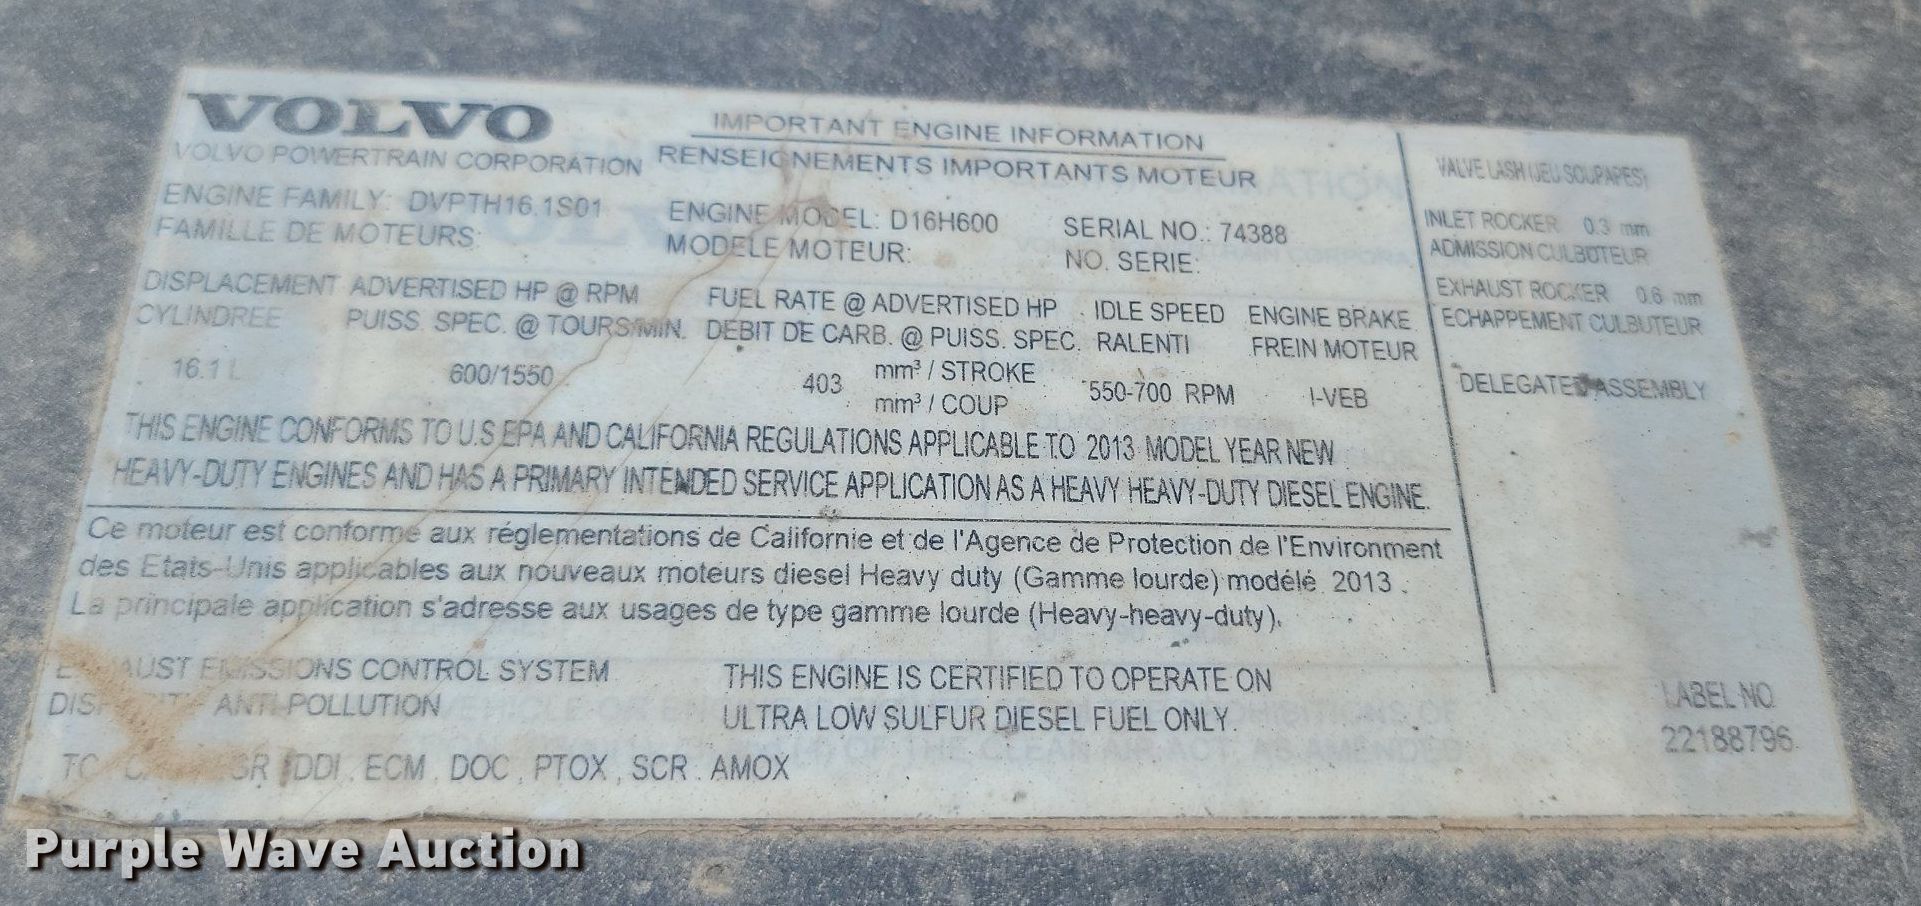 VOLVO
VOLVO POWERTRAIN CORPORATION
IMPORTANT ENGINE INFORMATION
RENSEIGNEMENTS IMPORTANTS MOTEUR
ENGINE FAMILY: DVPTH16.1S01
FAMILLE DE MOTEURS:
ENGINE MODEL: D16H600
MODELE MOTEUR:
SERIAL NO.: 74388
NO. SERIE:
DISPLACEMENT ADVERTISED HP @ RPM FUEL RATE @ ADVERTISED HP IDLE SPEED ENGINE BRAKE
CYLINDREE PUISS. SPEC. @ TOURS/MIN. DEBIT DE CARB. @ PUISS. SPEC. RALENTI FREIN MOTEUR
16.1 L 600/1550 403 mm³ / STROKE 550-700 RPM I-VEB
mm³ / COUP
THIS ENGINE CONFORMS TO U.S EPA AND CALIFORNIA REGULATIONS APPLICABLE TO 2013 MODEL YEAR NEW
HEAVY-DUTY ENGINES AND HAS A PRIMARY INTENDED SERVICE APPLICATION AS A HEAVY HEAVY-DUTY DIESEL ENGINE.
Ce moteur est conforme aux réglementations de Californie et de l'Agence de Protection de l'Environment
des Etats-Unis applicables aux nouveaux moteurs diesel Heavy duty (Gamme lourde) modélé 2013 .
La principale application s'adresse aux usages de type gamme lourde (Heavy-heavy-duty).
EXHAUST EMISSIONS CONTROL SYSTEM
ANTI-POLLUTION
DDI , ECM , DOC , PTOX , SCR , AMOX
THIS ENGINE IS CERTIFIED TO OPERATE ON
ULTRA LOW SULFUR DIESEL FUEL ONLY.
VALVE LASH (JEU SOUPAPES)
INLET ROCKER 0.3 mm
ADMISSION CULBUTEUR
EXHAUST ROCKER 0.6 mm
ECHAPPEMENT CULBUTEUR
DELEGATED ASSEMBLY
LABEL NO.
22188796
Purple Wave Auction